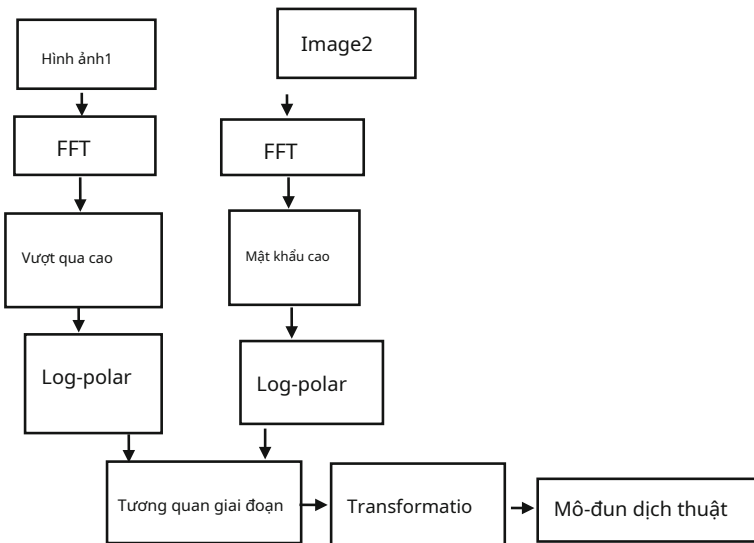 Hình ảnh1
Image2
FFT
FFT
Vượt qua cao
Mật khẩu cao
Log-polar
Log-polar
Tương quan giai đoạn
Transformatio
Mô-đun dịch thuật